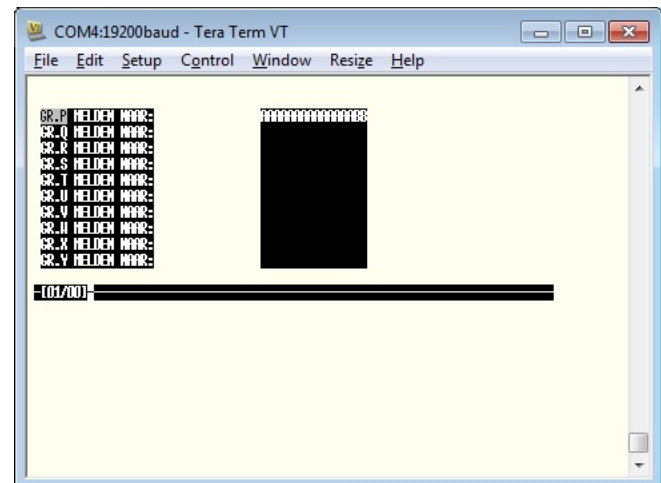 COM4:19200baud - Tera Term VT
File Edit Setup Control Window Resize Help
GR.P MELDEN NAAR:
GR.Q MELDEN NAAR:
GR.R MELDEN NAAR:
GR.S MELDEN NAAR:
GR.T MELDEN NAAR:
GR.U MELDEN NAAR:
GR.V MELDEN NAAR:
GR.W MELDEN NAAR:
GR.X MELDEN NAAR:
GR.Y MELDEN NAAR:
-[01/00]-